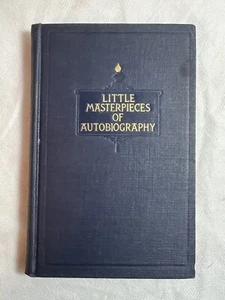 LITTLE
MASTERPIECES
OF
AUTOBIOGRAPHY